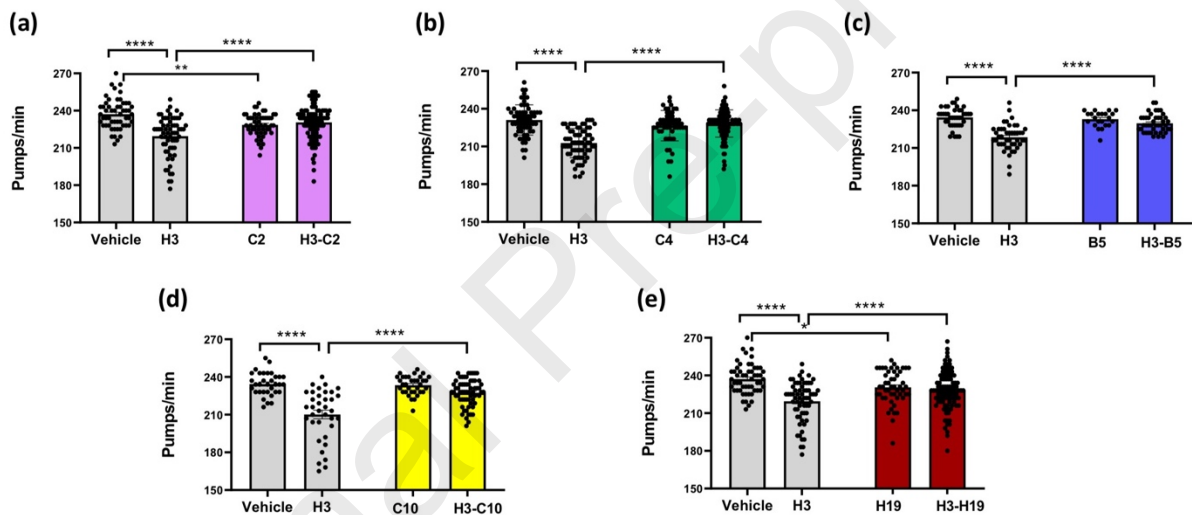 (a)
**** ****
**
270
240
210
180
150
Pumps/min
Vehicle H3 C2 H3-C2
(b)
**** ****
270
240
210
180
150
Pumps/min
Vehicle H3 C4 H3-C4
(c)
**** ****
270
240
210
180
150
Pumps/min
Vehicle H3 B5 H3-B5
(d)
**** ****
270
240
210
180
150
Pumps/min
Vehicle H3 C10 H3-C10
(e)
**** ****
*
270
240
210
180
150
Pumps/min
Vehicle H3 H19 H3-H19